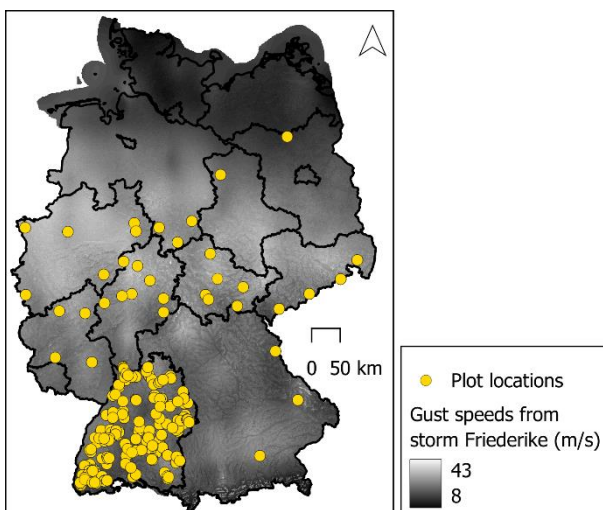 0 50 km
Plot locations
Gust speeds from
storm Friederike (m/s)
43
8